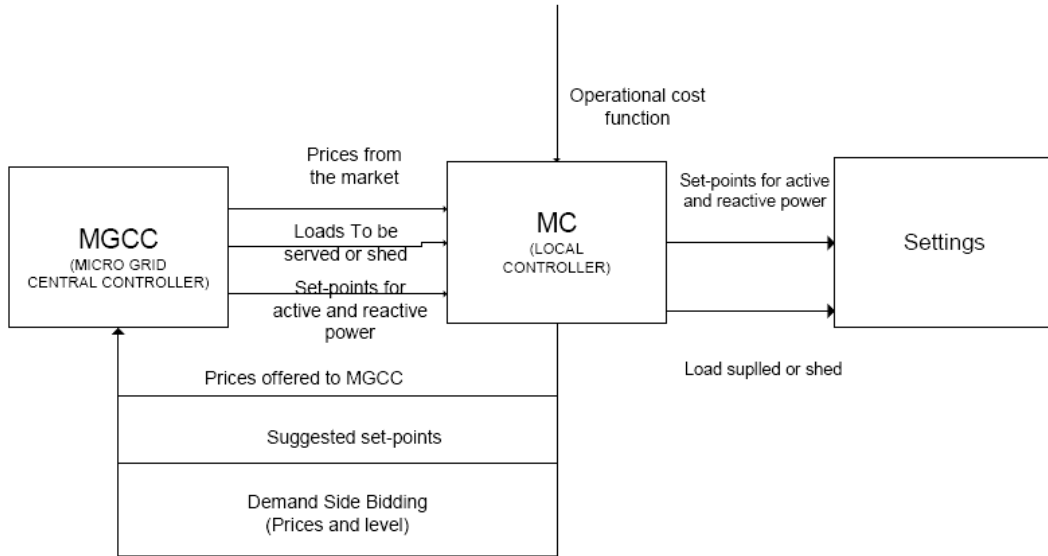 Operational cost
function
Prices from
the market
MGCC
(MICRO GRID
CENTRAL CONTROLLER)
Loads To be
served or shed
Set-points for
active and reactive
power
MC
(LOCAL
CONTROLLER)
Set-points for active
and reactive power
Settings
Load suplled or shed
Prices offered to MGCC
Suggested set-points
Demand Side Bidding
(Prices and level)